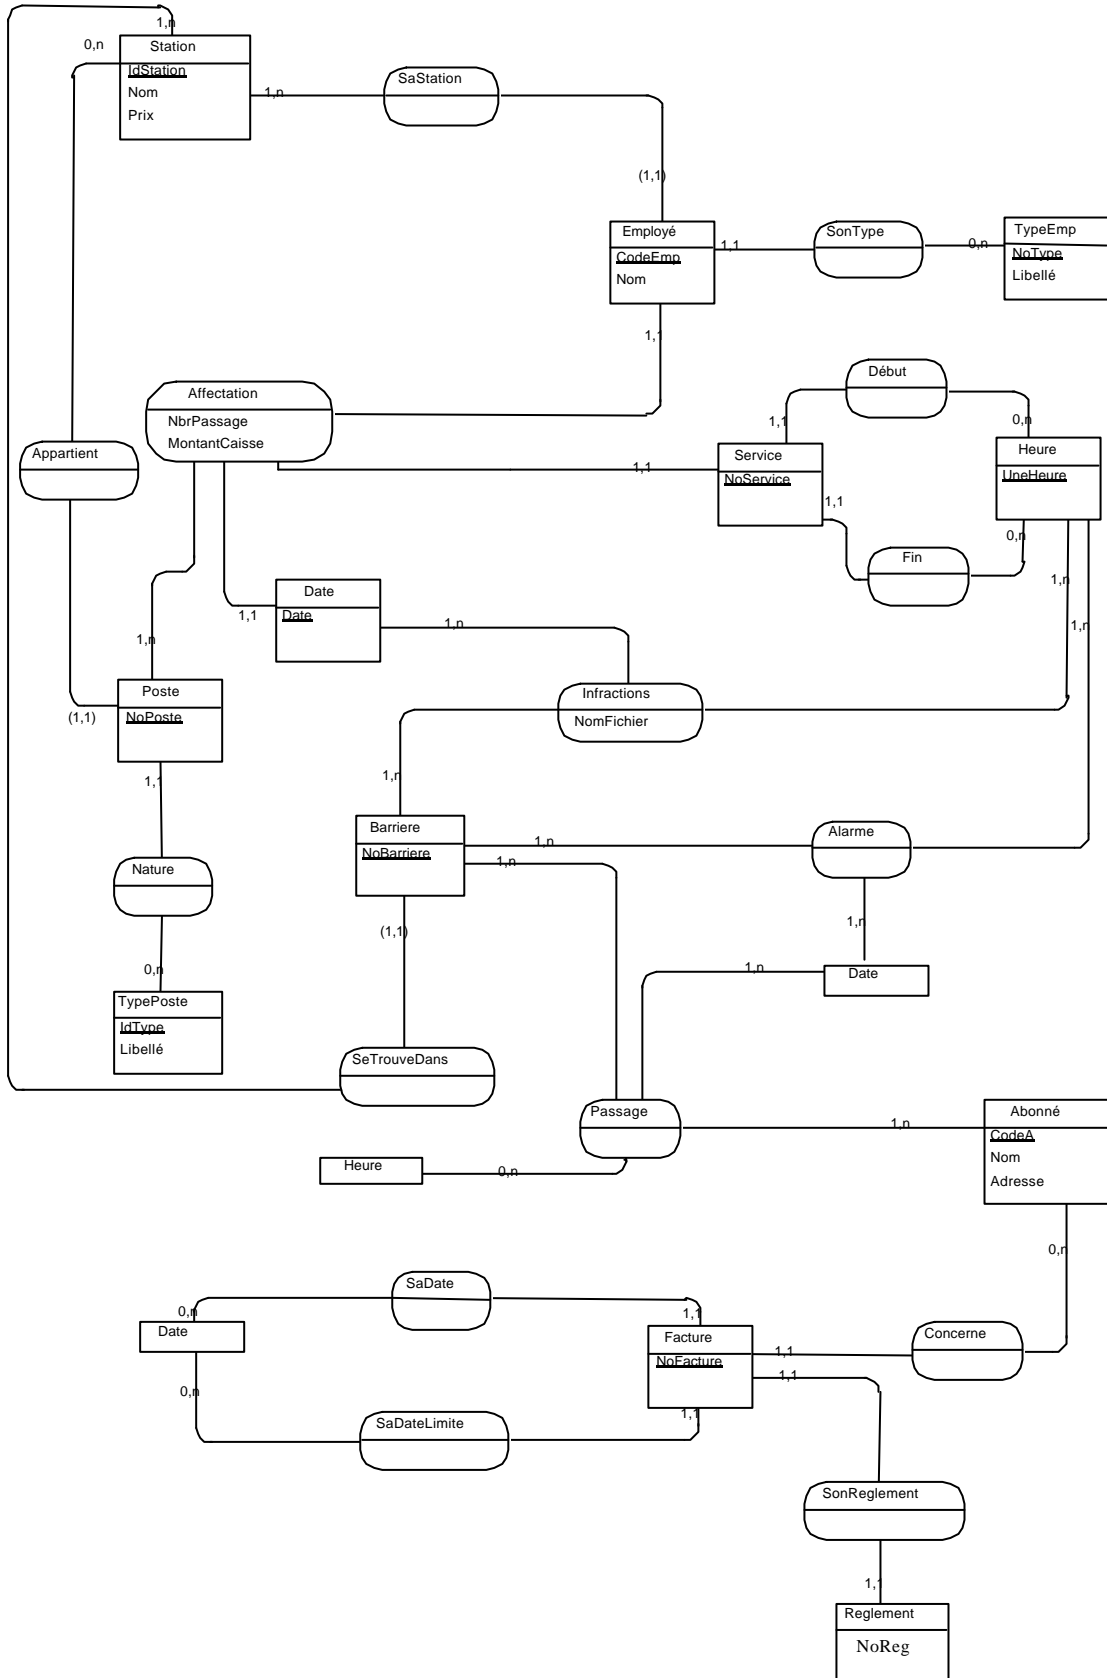 1,n
0,n
Station
IdStation
Nom
Prix
1,n
SaStation
(1,1)
Employé
CodeEmp
Nom
1,1
SonType
0,n
TypeEmp
NoType
Libellé
1,1
Affectation
NbrPassage
MontantCaisse
Début
1,1
0,n
Appartient
1,1
Service
NoService
Heure
UneHeure
1,1
0,n
Fin
1,n
Date
Date
1,1
1,n
1,n
1,n
Poste
NoPoste
(1,1)
Infractions
NomFichier
1,1
1,n
Barriere
NoBarriere
1,n
1,n
Alarme
Nature
(1,1)
1,n
0,n
1,n
Date
TypePoste
IdType
Libellé
SeTrouveDans
Passage
1,n
Abonné
CodeA
Nom
Adresse
Heure
0,n
0,n
SaDate
0,n
1,1
Date
Facture
NoFacture
1,1
1,1
Concerne
0,n
1,1
SaDateLimite
SonReglement
1,1
Reglement
NoReg